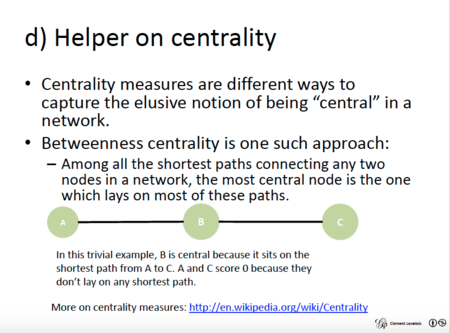 d) Helper on centrality
• Centrality measures are different ways to
capture the elusive notion of being “central” in a
network.
• Betweenness centrality is one such approach:
– Among all the shortest paths connecting any two
nodes in a network, the most central node is the one
which lays on most of these paths.
A B C
In this trivial example, B is central because it sits on the
shortest path from A to C. A and C score 0 because they
don’t lay on any shortest path.
More on centrality measures: http://en.wikipedia.org/wiki/Centrality
Clement Levallois